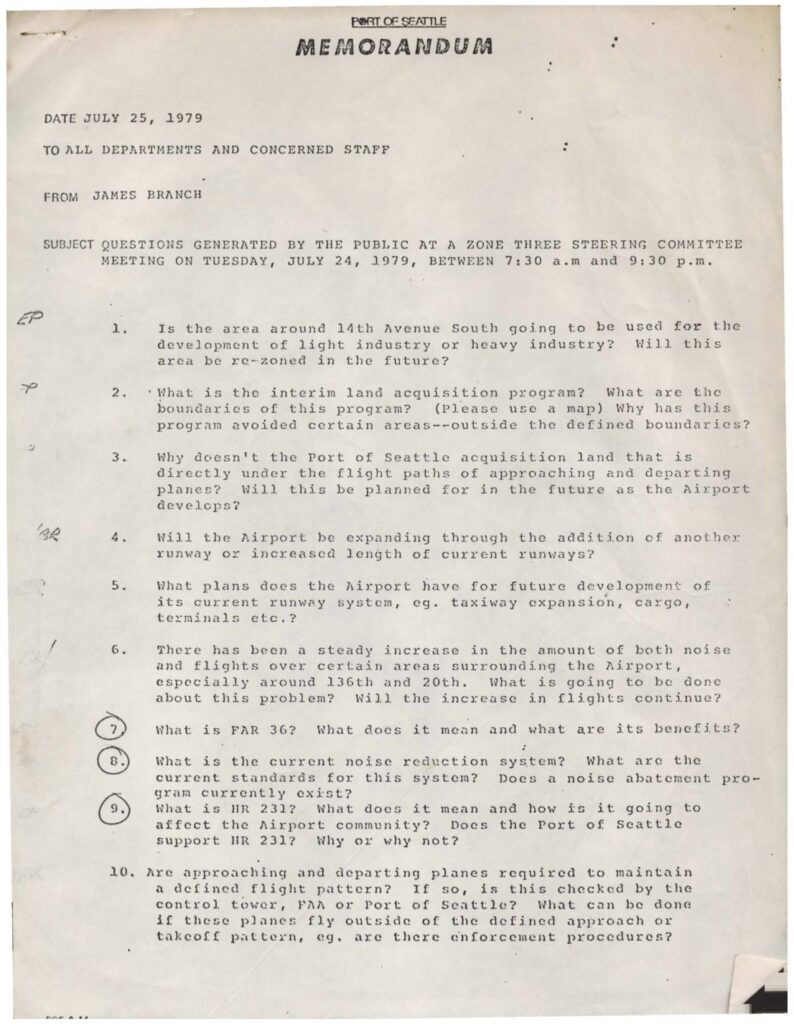 PORT OF SEATTLE
MEMORANDUM
DATE JULY 25, 1979
TO ALL DEPARTMENTS AND CONCERNED STAFF
FROM JAMES BRANCH
SUBJECT QUESTIONS GENERATED BY THE PUBLIC AT A ZONE THREE STEERING COMMITTEE
MEETING ON TUESDAY, JULY 24, 1979, BETWEEN 7:30 a.m and 9:30 p.m.
EP
1. Is the area around 14th Avenue South going to be used for the
development of light industry or heavy industry? Will this
area be re-zoned in the future?
P
2. What is the interim land acquisition program? What are the
boundaries of this program? (Please use a map) Why has this
program avoided certain areas--outside the defined boundaries?
3. Why doesn't the Port of Seattle acquisition land that is
directly under the flight paths of approaching and departing
planes? Will this be planned for in the future as the Airport
develops?
4. Will the Airport be expanding through the addition of another
runway or increased length of current runways?
5. What plans does the Airport have for future development of
its current runway system, eg. taxiway expansion, cargo,
terminals etc.?
6. There has been a steady increase in the amount of both noise
and flights over certain areas surrounding the Airport,
especially around 136th and 20th. What is going to be done
about this problem? Will the increase in flights continue?
7. What is FAR 36? What does it mean and what are its benefits?
8. What is the current noise reduction system? What are the
current standards for this system? Does a noise abatement pro-
gram currently exist?
9. What is HR 231? What does it mean and how is it going to
affect the Airport community? Does the Port of Seattle
support HR 231? Why or why not?
10. Are approaching and departing planes required to maintain
a defined flight pattern? If so, is this checked by the
control tower, FAA or Port of Seattle? What can be done
if these planes fly outside of the defined approach or
takeoff pattern, eg. are there enforcement procedures?